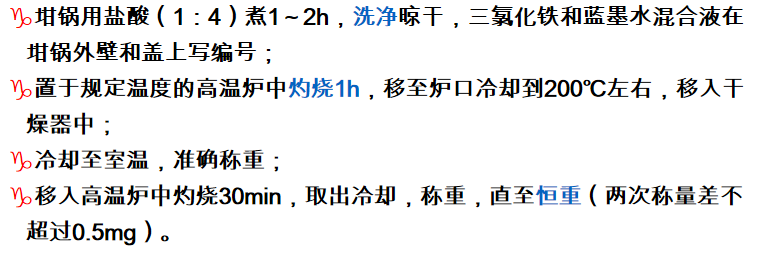 ♑坩锅用盐酸（1：4）煮1～2h，洗净晾干，三氯化铁和蓝墨水混合液在
坩锅外壁和盖上写编号；
♑置于规定温度的高温炉中灼烧1h，移至炉口冷却到200℃左右，移入干
燥器中；
♑冷却至室温，准确称重；
♑移入高温炉中灼烧30min，取出冷却，称重，直至恒重（两次称量差不
超过0.5mg）。